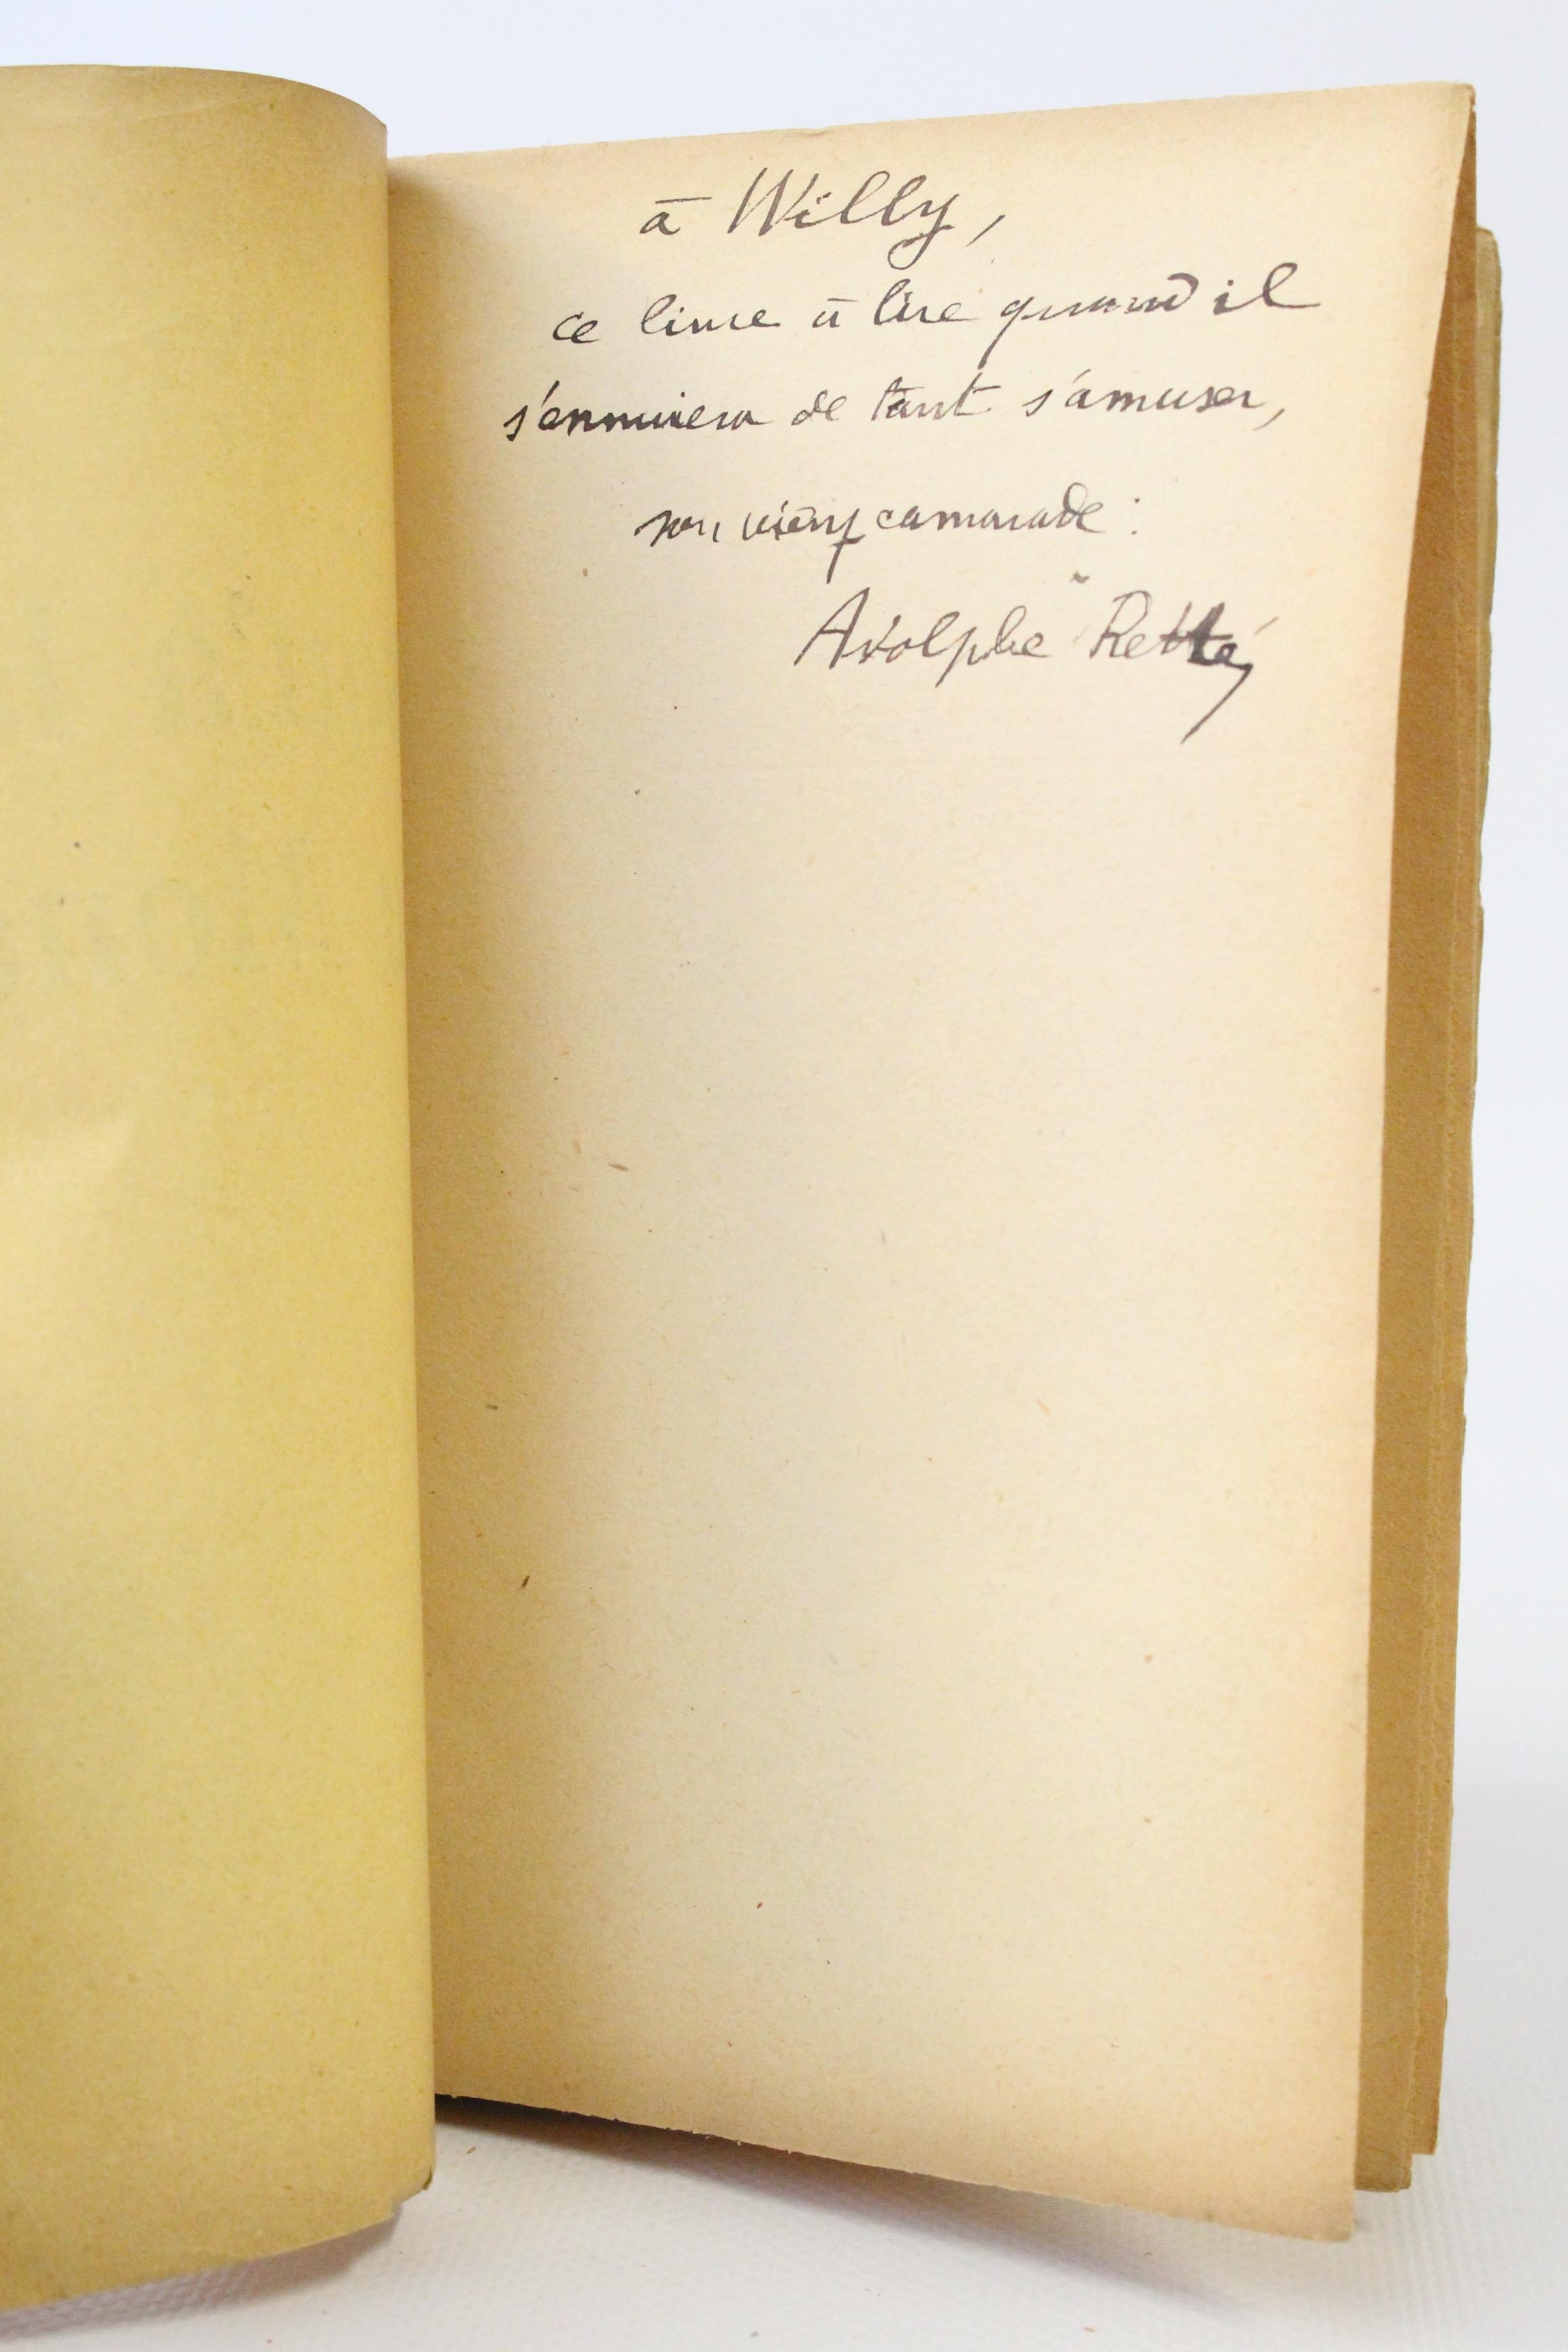 à Willy,
ce livre à lire quand il
s'ennuiera de tant s'amuser,
son vieux camarade :
Adolphe Retté